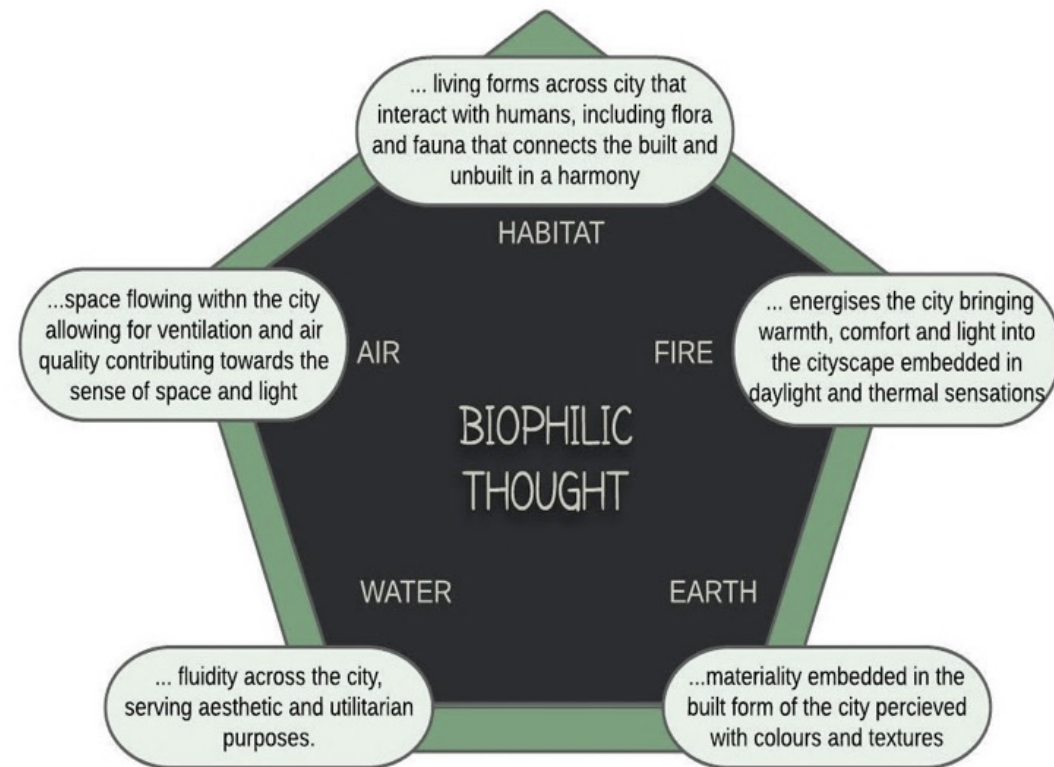 ... living forms across city that
interact with humans, including flora
and fauna that connects the built and
unbuilt in a harmony
HABITAT
...space flowing withn the city
allowing for ventilation and air
quality contributing towards the
sense of space and light
AIR
FIRE
... energises the city bringing
warmth, comfort and light into
the cityscape embedded in
daylight and thermal sensations
BIOPHILIC
THOUGHT
WATER
EARTH
... fluidity across the city,
serving aesthetic and utilitarian
purposes.
...materiality embedded in the
built form of the city percieved
with colours and textures